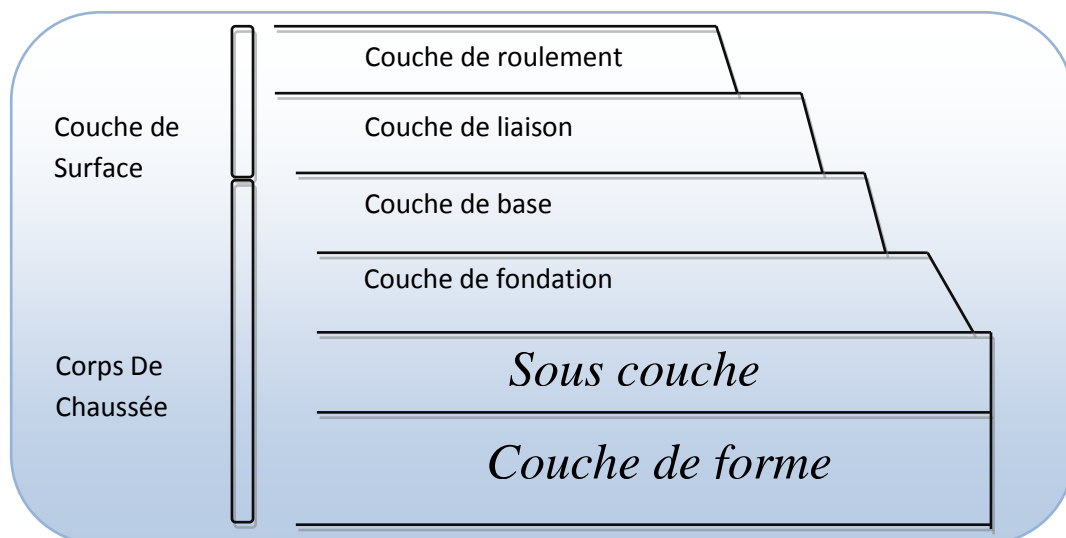 Couche de roulement
Couche de
Surface
Couche de liaison
Couche de base
Couche de fondation
Corps De
Chaussée
Sous couche
Couche de forme